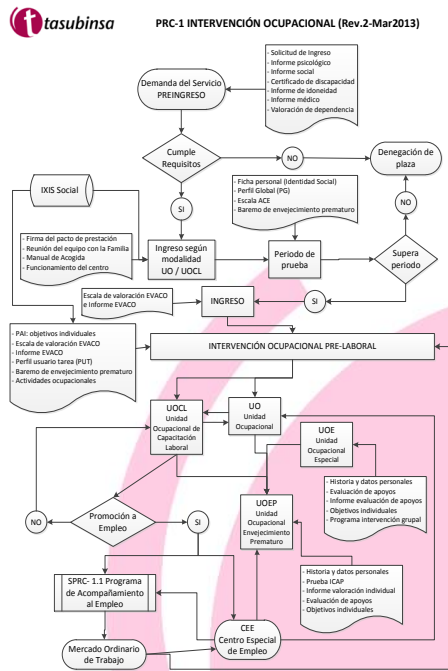 tasubinsa
PRC-1 INTERVENCIÓN OCUPACIONAL (Rev.2-Mar2013)
- Solicitud de Ingreso
- Informe psicológico
- Informe social
- Certificado de discapacidad
- Informe de idoneidad
- Informe médico
- Valoración de dependencia
Demanda del Servicio
PREINGRESO
Cumple
Requisitos
NO
Denegación de
plaza
SI
IXIS Social
- Ficha personal (Identidad Social)
- Perfil Global (PG)
- Escala ACE
- Baremo de envejecimiento prematuro
NO
- Firma del pacto de prestación
- Reunión del equipo con la Familia
- Manual de Acogida
- Funcionamiento del centro
Ingreso según
modalidad
UO / UOCL
Periodo de
prueba
Supera
periodo
Escala de valoración EVACO
e Informe EVACO
INGRESO
SI
- PAI: objetivos individuales
- Escala de valoración EVACO
- Informe EVACO
- Perfil usuario tarea (PUT)
- Baremo de envejecimiento prematuro
- Actividades ocupacionales
INTERVENCIÓN OCUPACIONAL PRE-LABORAL
UOCL
Unidad
Ocupacional de
Capacitación
Laboral
UO
Unidad
Ocupacional
UOE
Unidad
Ocupacional
Especial
- Historia y datos personales
- Evaluación de apoyos
- Informe evaluación de apoyos
- Objetivos individuales
- Programa intervención grupal
UOEP
Unidad
Ocupacional
Envejecimiento
Prematuro
NO
Promoción a
Empleo
SI
- Historia y datos personales
- Prueba ICAP
- Informe valoración individual
- Evaluación de apoyos
- Objetivos individuales
SPRC- 1.1 Programa
de Acompañamiento
al Empleo
CEE
Centro Especial
de Empleo
Mercado Ordinario
de Trabajo